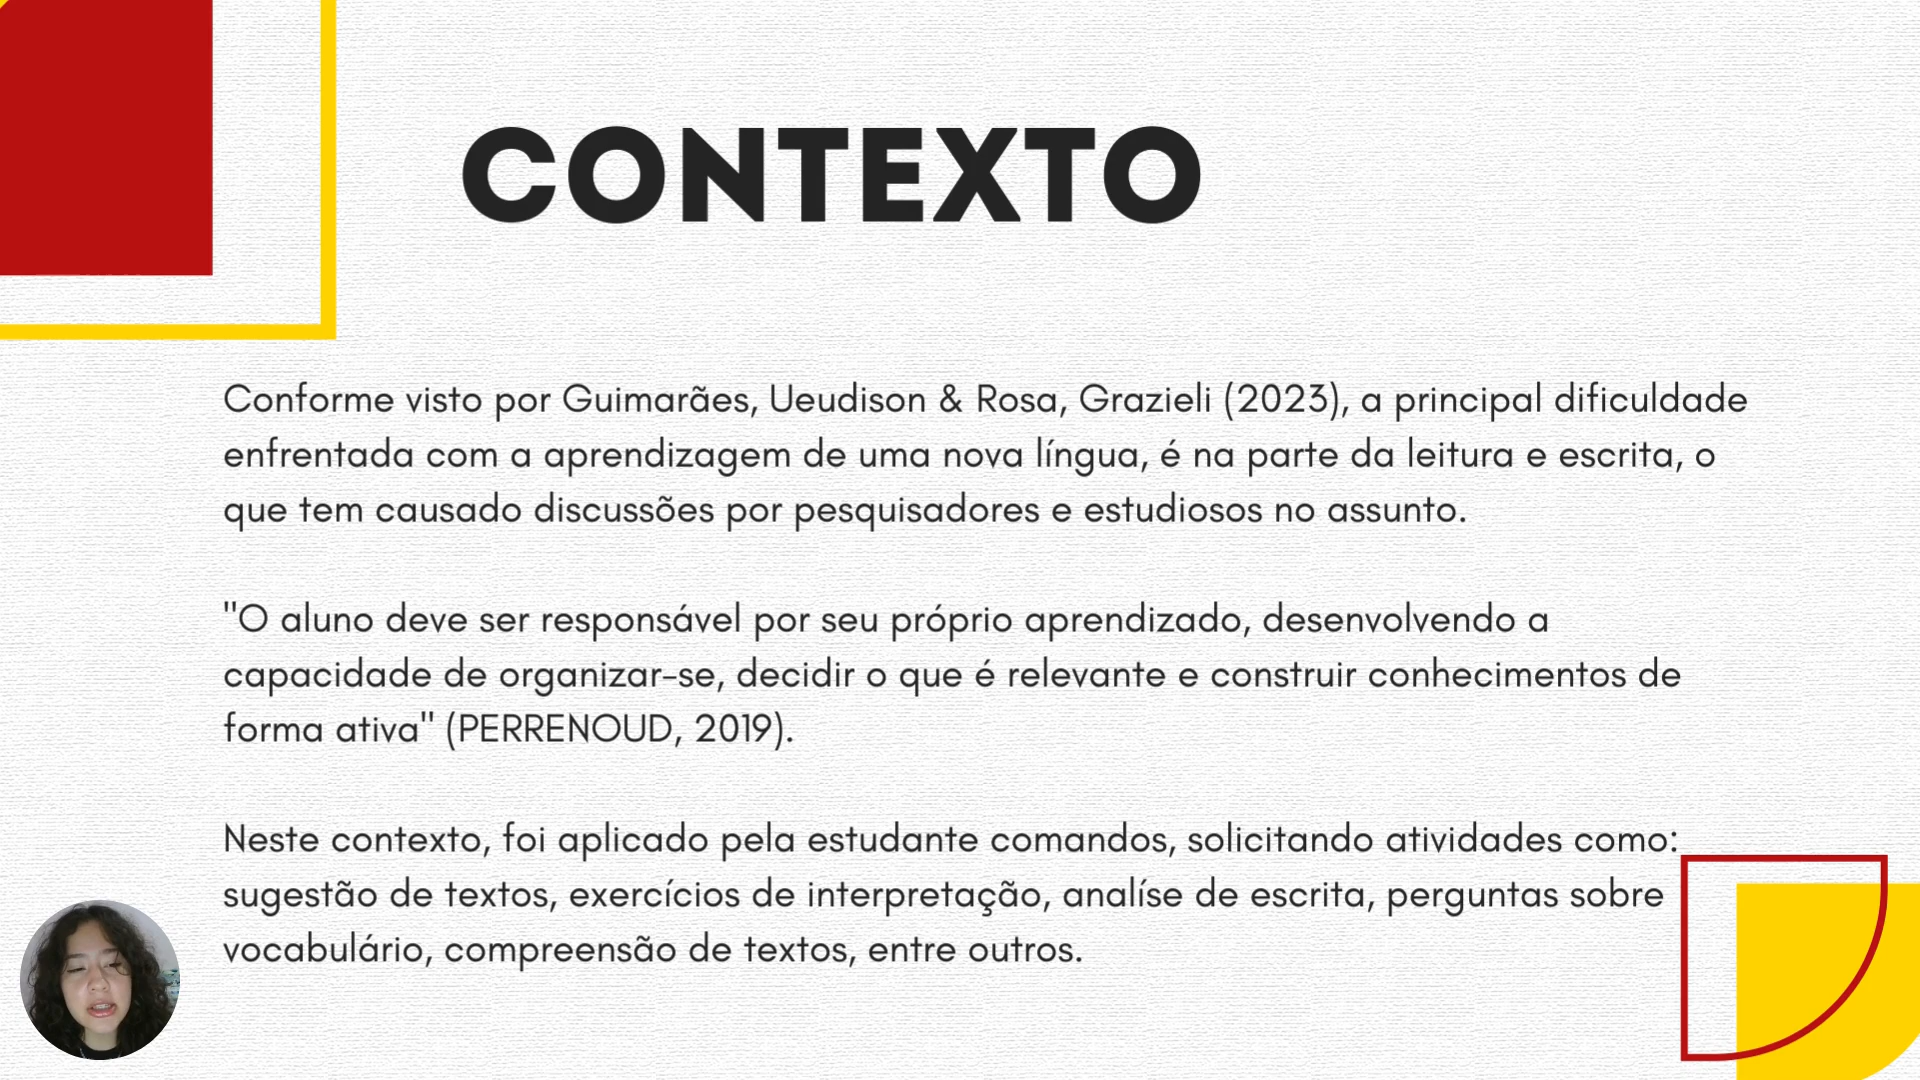 CONTEXTO
Conforme visto por Guimarães, Ueudison & Rosa, Grazieli (2023), a principal dificuldade
enfrentada com a aprendizagem de uma nova língua, é na parte da leitura e escrita, o
que tem causado discussões por pesquisadores e estudiosos no assunto.
"O aluno deve ser responsável por seu próprio aprendizado, desenvolvendo a
capacidade de organizar-se, decidir o que é relevante e construir conhecimentos de
forma ativa" (PERRENOUD, 2019).
Neste contexto, foi aplicado pela estudante comandos, solicitando atividades como:
sugestão de textos, exercícios de interpretação, analíse de escrita, perguntas sobre
vocabulário, compreensão de textos, entre outros.